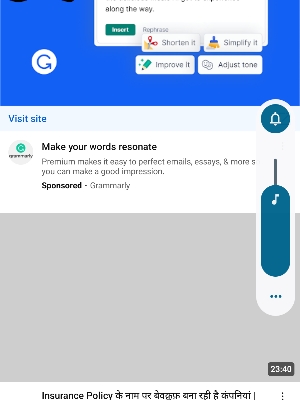 along the way.
Insert Rephrase
Shorten it Simplify it
Improve it Adjust tone
Visit site
Make your words resonate
grammarly
Premium makes it easy to perfect emails, essays, & more s
you can make a good impression.
Sponsored · Grammarly
23:40
Insurance Policy के नाम पर बेवकूफ़ बना रही है कंपनियां |